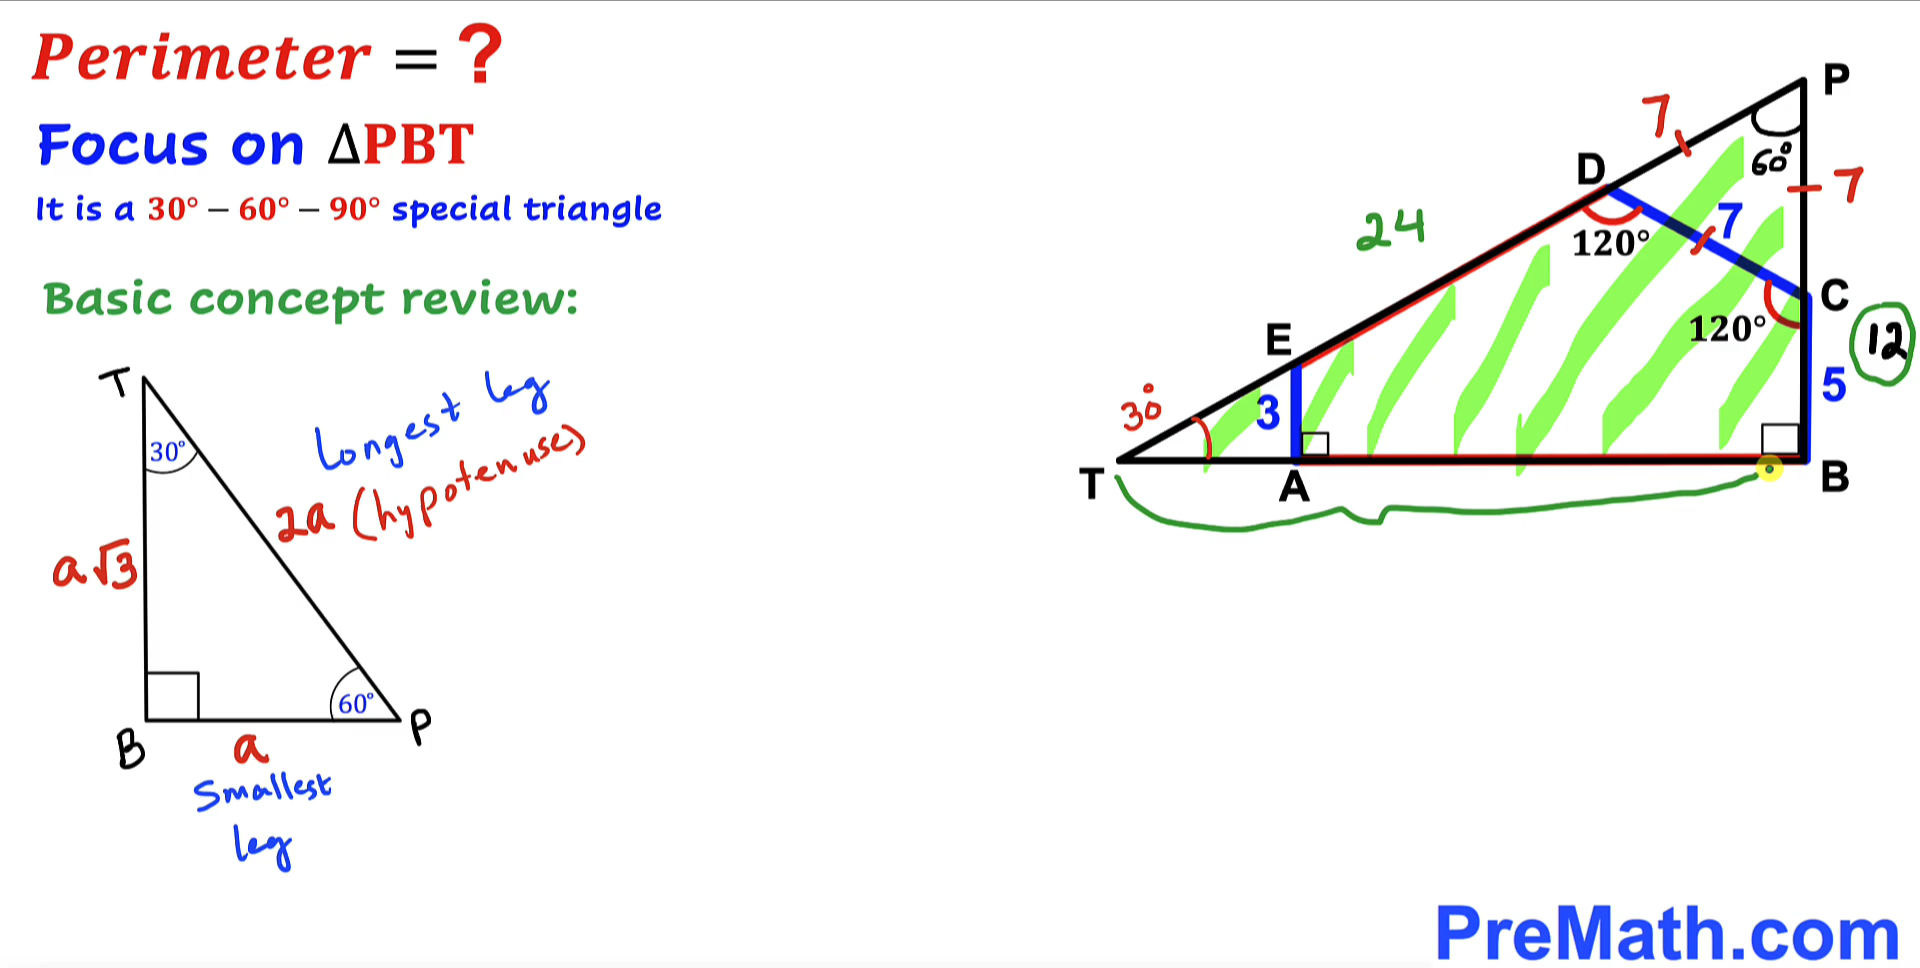 Perimeter = ?
Focus on ΔPBT
It is a 30° – 60° – 90° special triangle
Basic concept review:
T
30°
Longest leg
2a (hypotenuse)
a√3
60°
B
a
P
Smallest
leg
P
7
60°
D
7
7
24
120°
C
120°
12
E
5
30°
3
T
A
B
PreMath.com